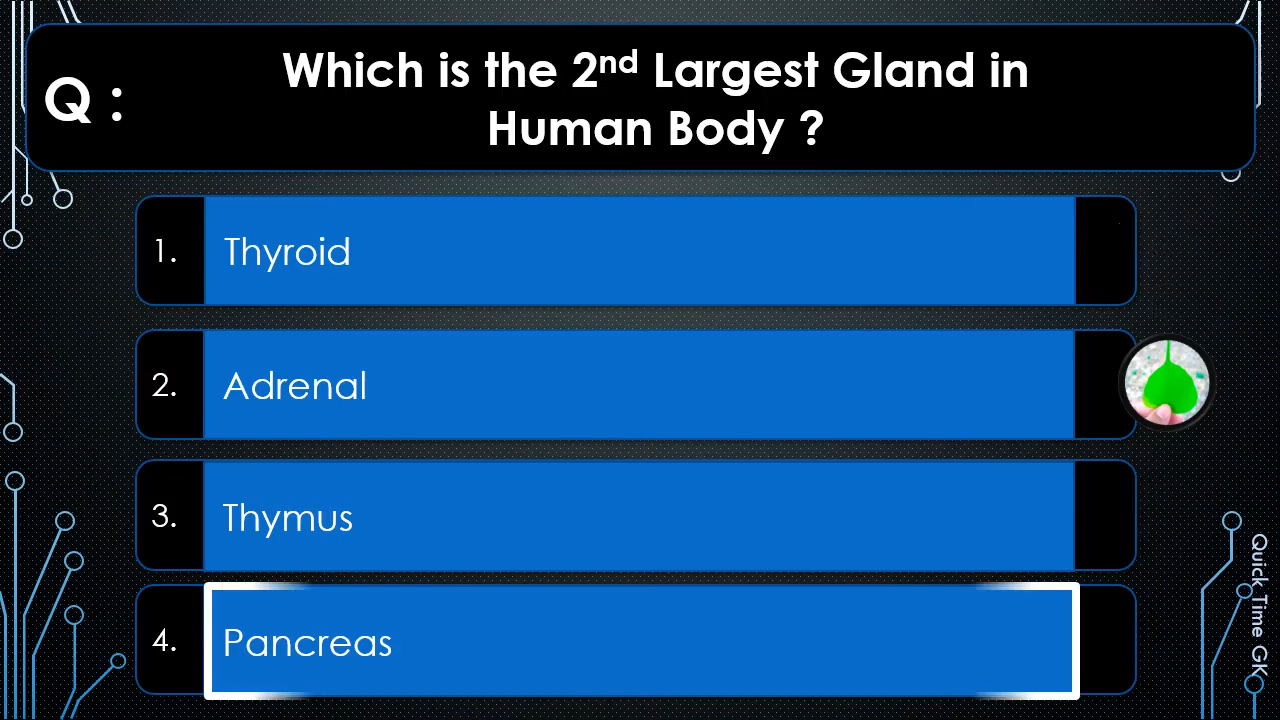 Q :
Which is the 2nd Largest Gland in
Human Body ?
1. Thyroid
2. Adrenal
3. Thymus
4. Pancreas
Quick Time GK